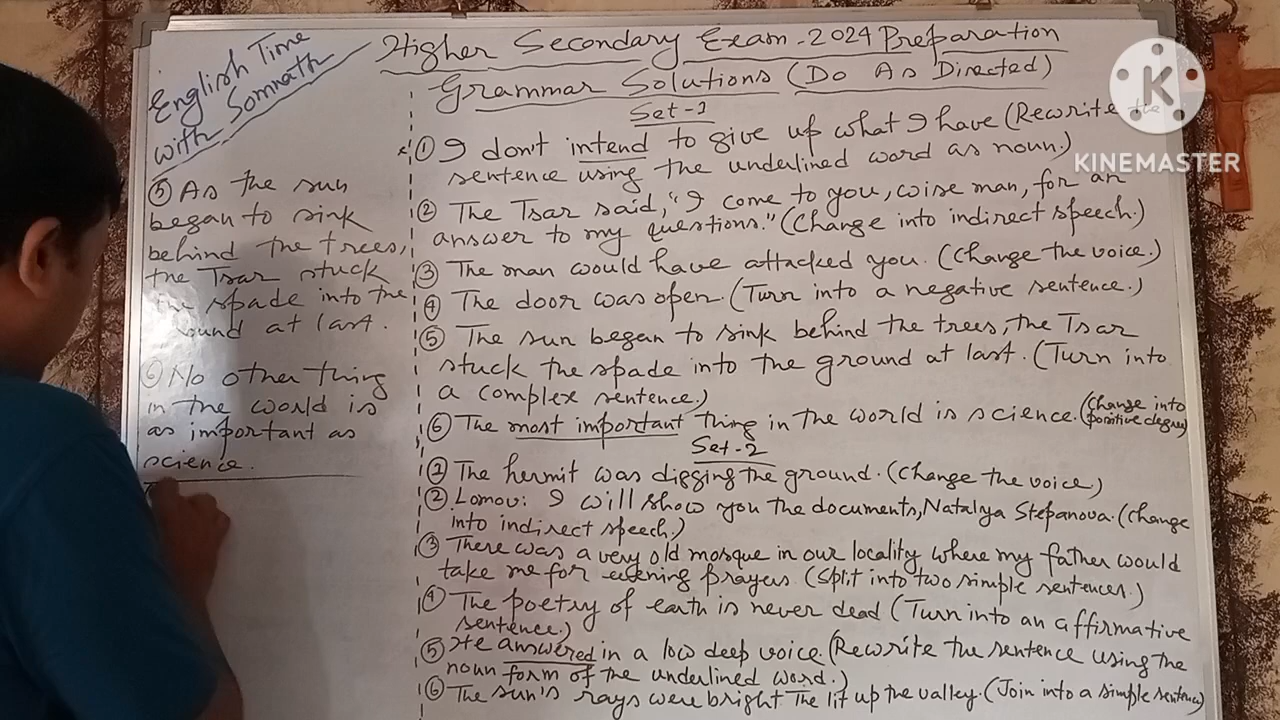 English Time
with Somnath
Higher Secondary Exam-2024 Preparation
Grammar Solutions (Do As Directed)
Set-1
① I don't intend to give up what I have (Rewrite the
sentence using the underlined word as noun.)
② The Tsar said, "I come to you, wise man, for an
answer to my questions." (Change into indirect speech.)
③ The man would have attacked you. (Change the voice.)
④ The door was open. (Turn into a negative sentence.)
⑤ The sun began to sink behind the trees, the Tsar
stuck the spade into the ground at last. (Turn into
a complex sentence.)
⑥ The most important thing in the world is science. (Change into
positive degree)
Set-2
① The hermit was digging the ground. (Change the voice)
② Lomov: I will show you the documents, Natalya Stepanova. (Change
into indirect speech.)
③ There was a very old mosque in our locality where my father would
take me for evening prayers (Split into two simple sentences.)
④ The poetry of earth is never dead (Turn into an affirmative
sentence.)
⑤ He answered in a low deep voice. (Rewrite the sentence using the
noun form of the underlined word.)
⑥ The sun's rays were bright The lit up the valley. (Join into a simple sentence)
⑤ As the sun
began to sink
behind the trees,
the Tsar stuck
the spade into the
at last.
⑥ No other thing
in the world is
as important as
science.
K
KINEMASTER